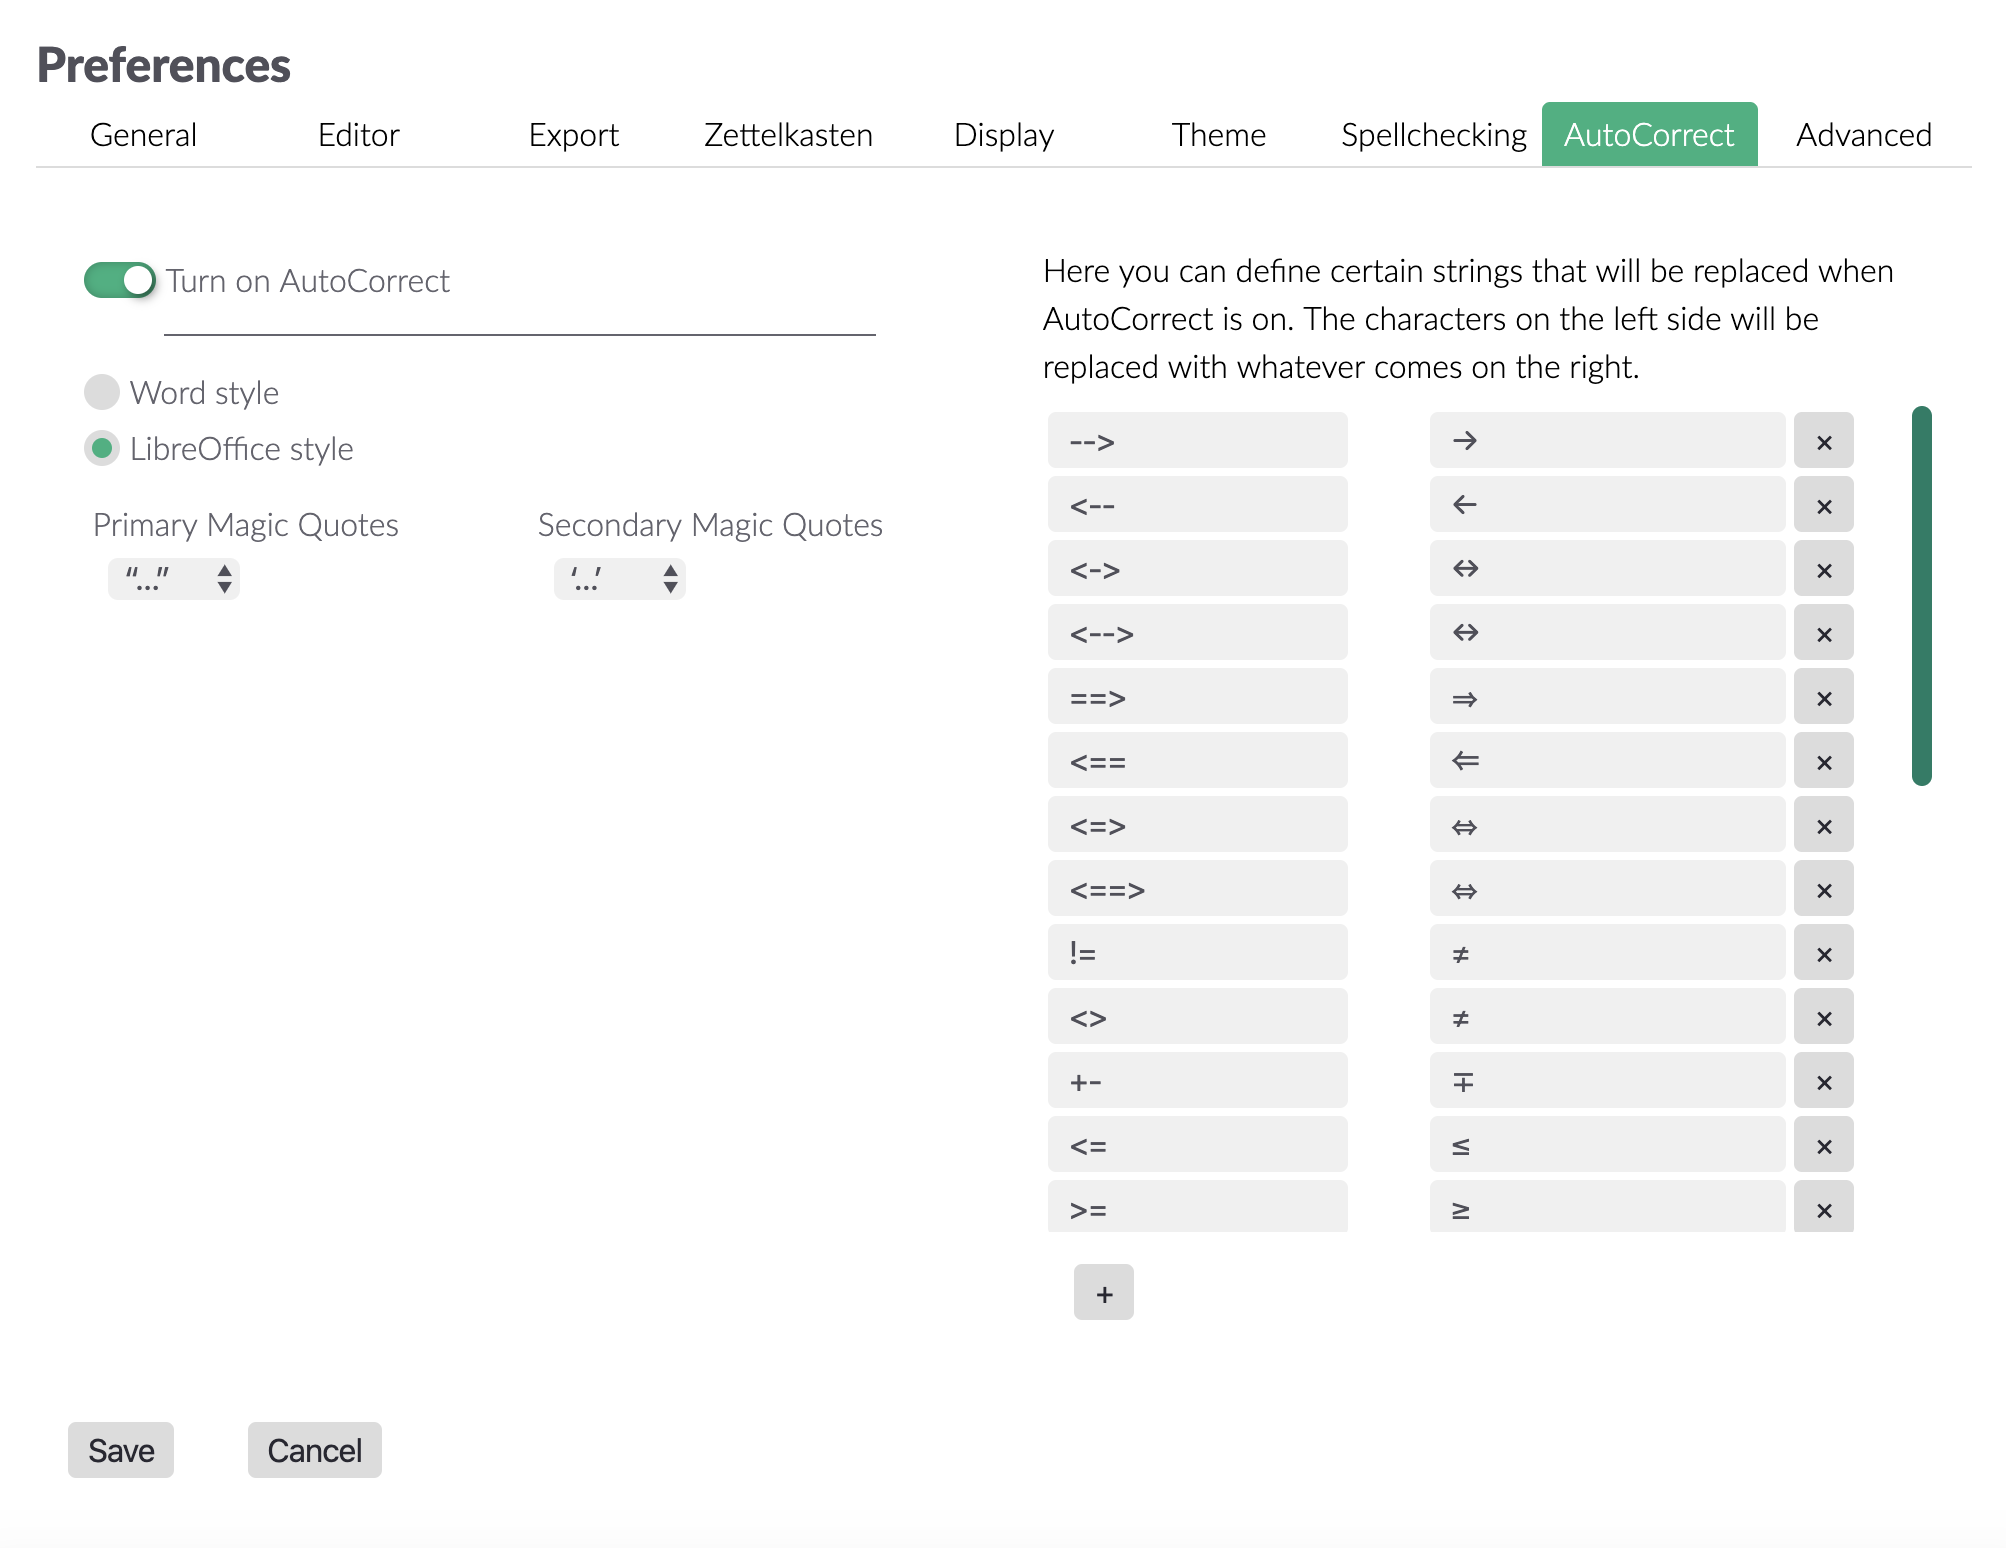 Preferences
General Editor Export Zettelkasten Display Theme Spellchecking AutoCorrect Advanced
Turn on AutoCorrect
Word style
LibreOffice style
Primary Magic Quotes Secondary Magic Quotes
“…” ‘…’
Here you can define certain strings that will be replaced when
AutoCorrect is on. The characters on the left side will be
replaced with whatever comes on the right.
--> → ×
<-- ← ×
<-> ↔ ×
<--> ↔ ×
==> ⇒ ×
<== ⇐ ×
<=> ⇔ ×
<==> ⇔ ×
!= ≠ ×
<> ≠ ×
+- ∓ ×
<= ≤ ×
>= ≥ ×
+
Save Cancel